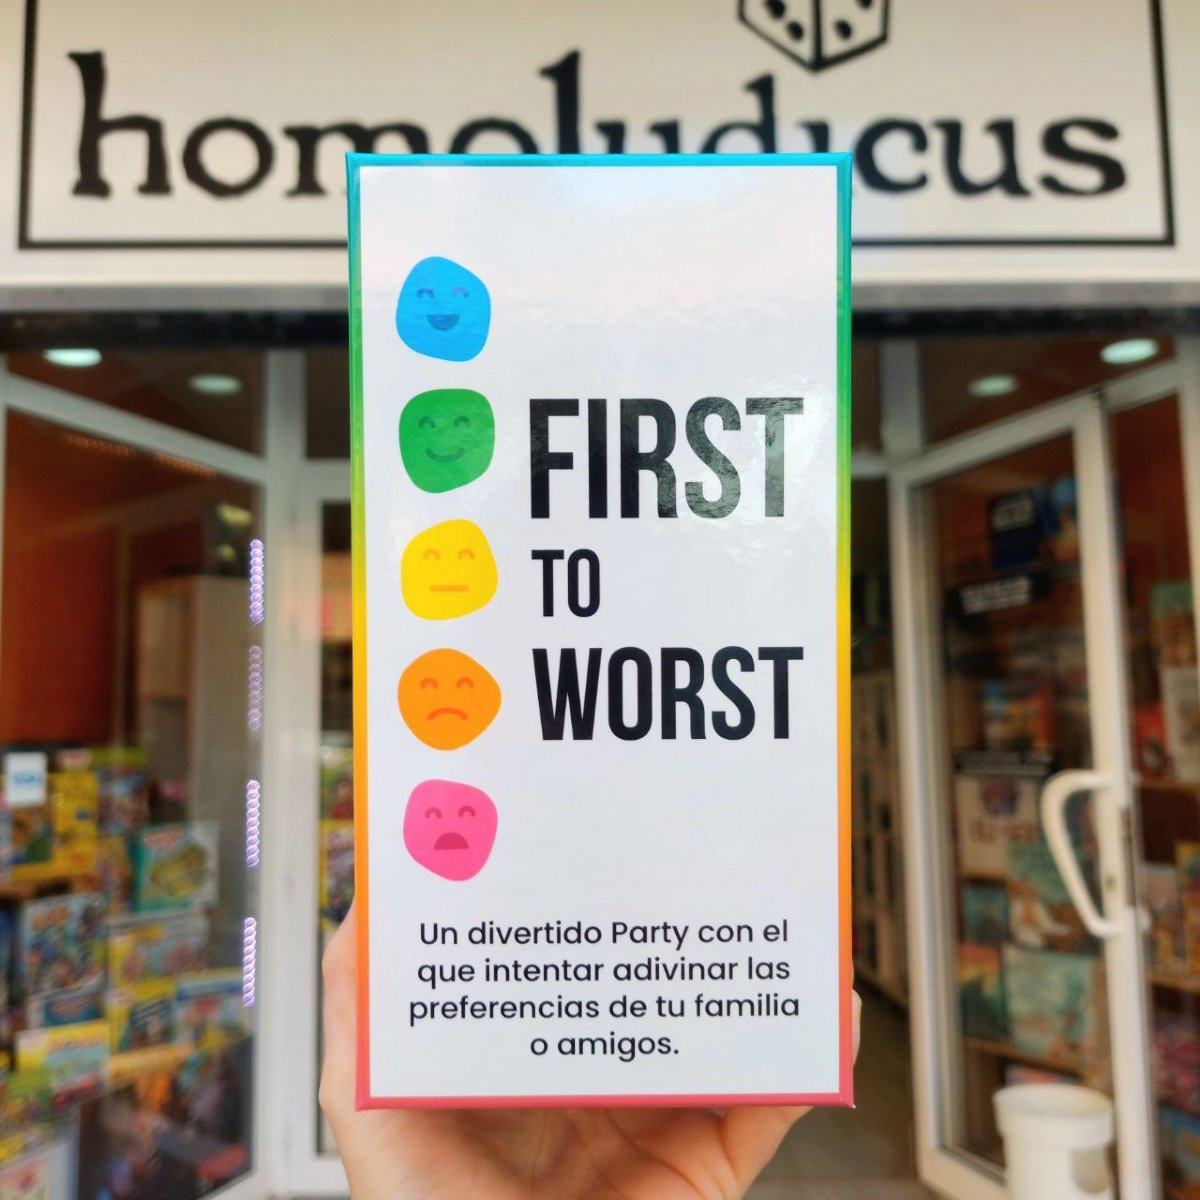 homoludicus
FIRST
TO
WORST
Un divertido Party con el
que intentar adivinar las
preferencias de tu familia
o amigos.